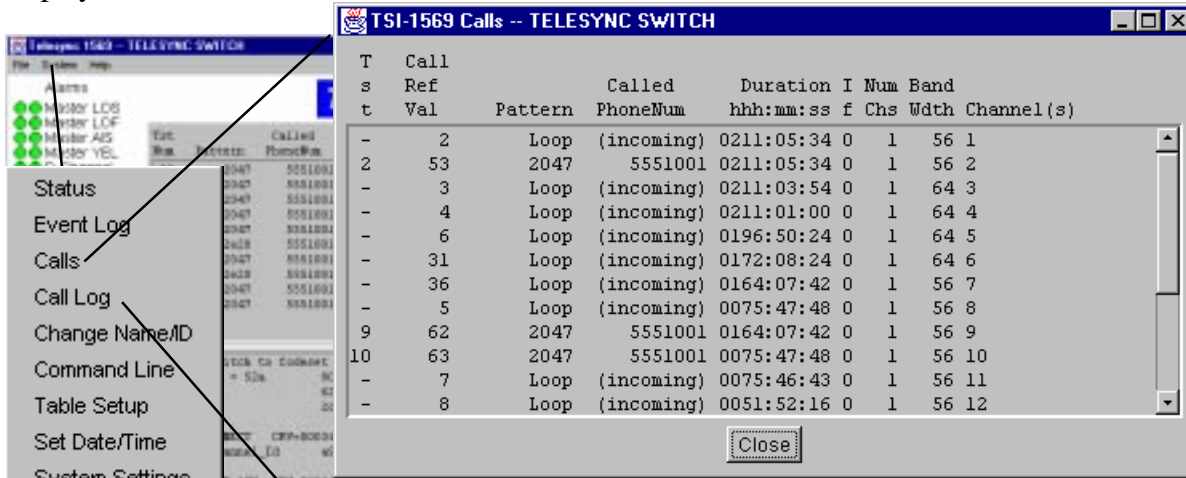 TSI-1569 Calls -- TELESYNC SWITCH
T Call
s Ref Called Duration I Num Band
t Val Pattern PhoneNum hhh:mm:ss f Chs Wdth Channel(s)
- 2 Loop (incoming) 0211:05:34 0 1 56 1
2 53 2047 5551001 0211:05:34 0 1 56 2
- 3 Loop (incoming) 0211:03:54 0 1 64 3
- 4 Loop (incoming) 0211:01:00 0 1 64 4
- 6 Loop (incoming) 0196:50:24 0 1 64 5
- 31 Loop (incoming) 0172:08:24 0 1 64 6
- 36 Loop (incoming) 0164:07:42 0 1 56 7
- 5 Loop (incoming) 0075:47:48 0 1 56 8
9 62 2047 5551001 0164:07:42 0 1 56 9
10 63 2047 5551001 0075:47:48 0 1 56 10
- 7 Loop (incoming) 0075:46:43 0 1 56 11
- 8 Loop (incoming) 0051:52:16 0 1 56 12
Close
Telesync 1569 -- TELESYNC SWITCH
File System Help
Alarms
Master LOS
Master LOF
Master AIS
Master YEL
Status
Event Log
Calls
Call Log
Change Name/ID
Command Line
Table Setup
Set Date/Time
System Settings